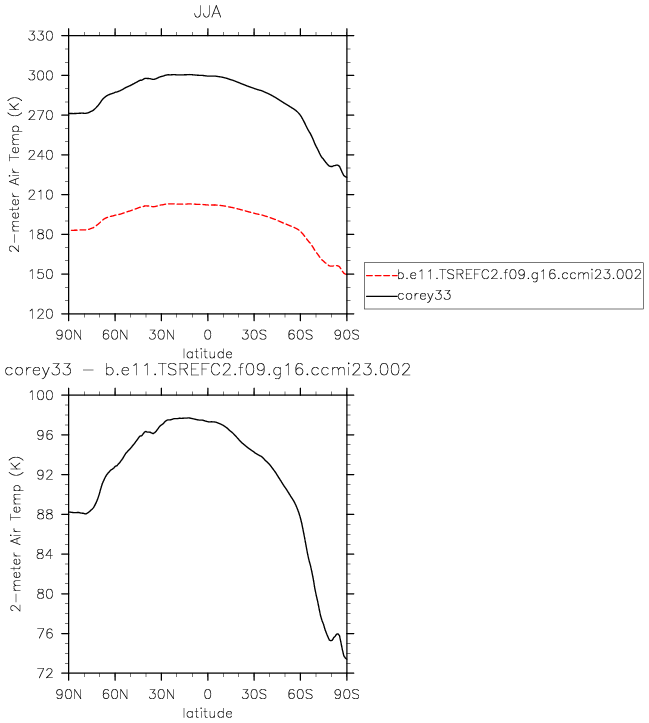 JJA
330
300
270
240
210
180
150
120
2-meter Air Temp (K)
90N 60N 30N 0 30S 60S 90S
latitude
b.e11.TSREFC2.f09.g16.ccmi23.002
corey33
corey33 - b.e11.TSREFC2.f09.g16.ccmi23.002
100
96
92
88
84
80
76
72
2-meter Air Temp (K)
90N 60N 30N 0 30S 60S 90S
latitude